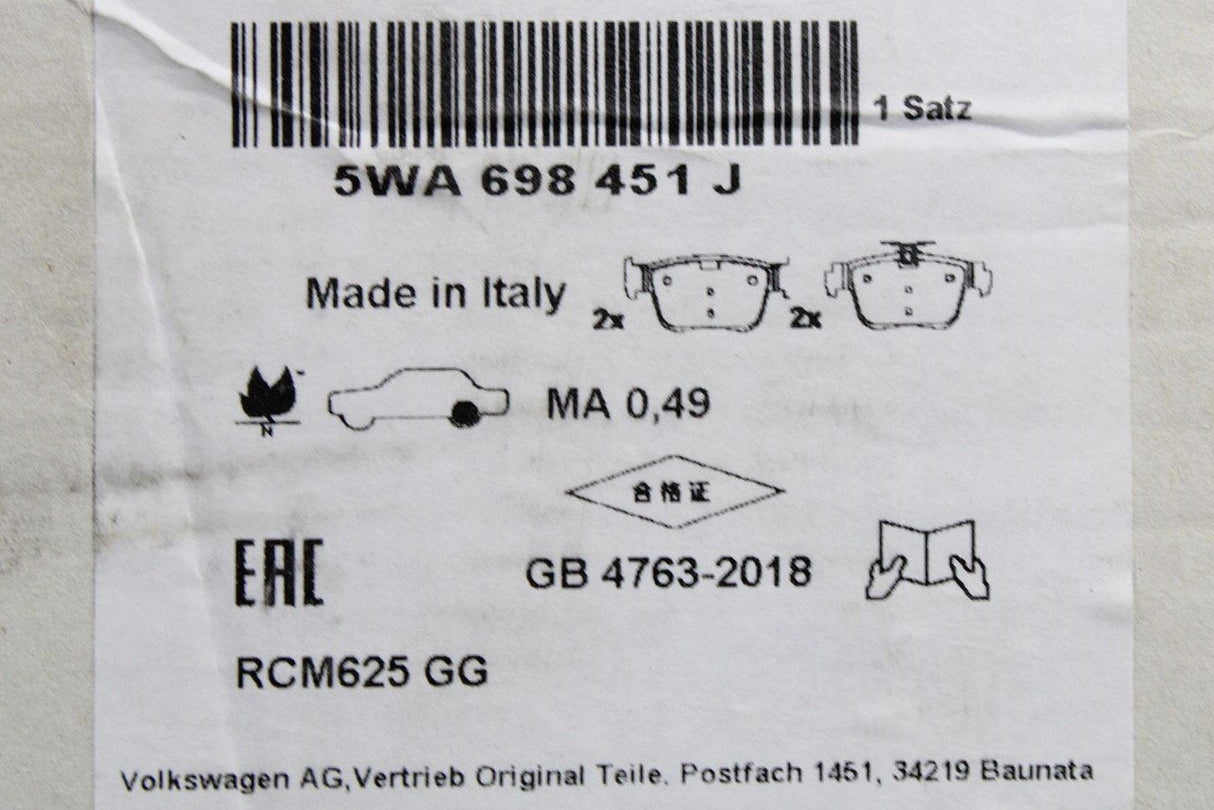 1 Satz
5WA 698 451 J
Made in Italy 2x 2x
N MA 0,49
合格证
EAC GB 4763-2018
RCM625 GG
Volkswagen AG,Vertrieb Original Teile. Postfach 1451, 34219 Baunata